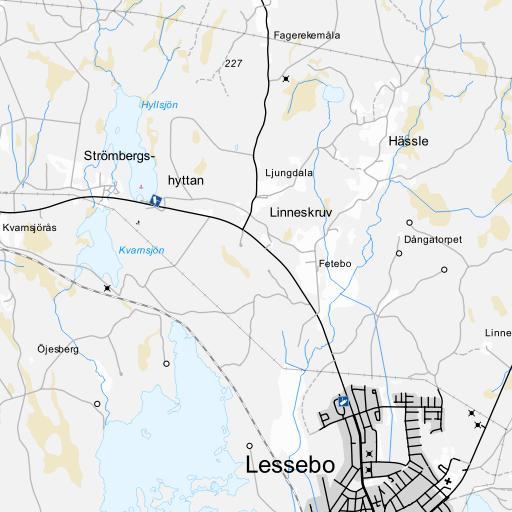 Fagerekemåla
227
Hyllsjön
Hässle
Strömbergs-
hyttan
Ljungdala
Linneskruv
Kvarnsjörås
Dångatorpet
Kvarnsjön
Fetebo
Linne
Öjesberg
Lessebo